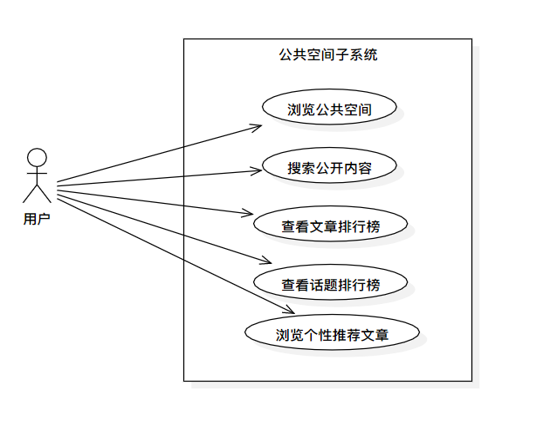 公共空间子系统
浏览公共空间
搜索公开内容
用户
查看文章排行榜
查看话题排行榜
浏览个性推荐文章